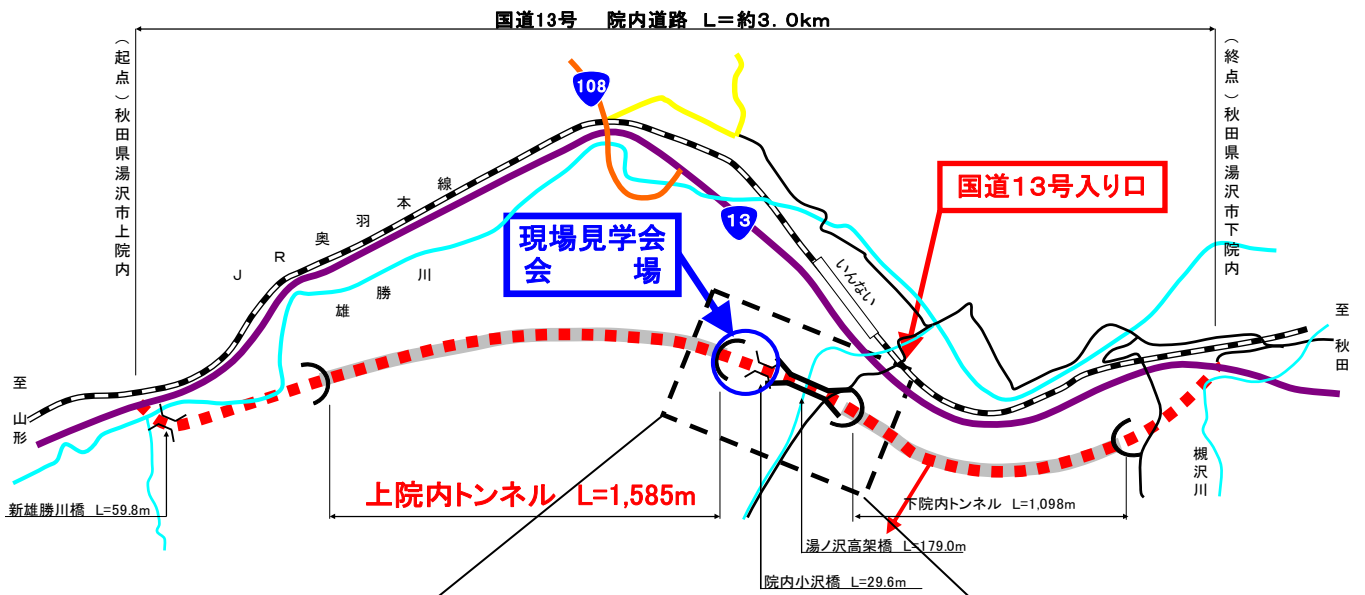 国道13号　院内道路　L＝約3．0km
（起点）秋田県湯沢市上院内
（終点）秋田県湯沢市下院内
108
国道１３号入り口
13
現場見学会
会　　場
ＪＲ奥羽本線
雄勝川
いんない
至　秋田
至　山形
槻沢川
上院内トンネル　L=1,585m
新雄勝川橋　L=59.8m
下院内トンネル　L=1,098m
湯ノ沢高架橋　L=179.0m
院内小沢橋　L=29.6m